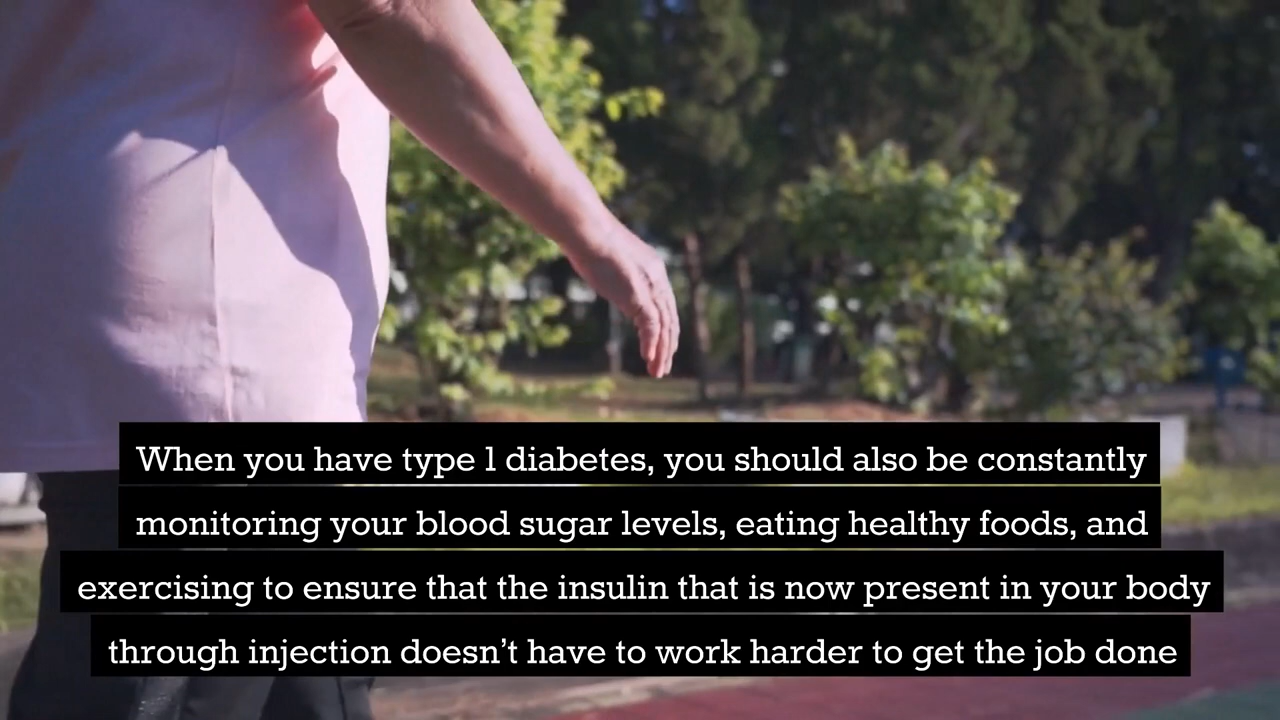 When you have type 1 diabetes, you should also be constantly
monitoring your blood sugar levels, eating healthy foods, and
exercising to ensure that the insulin that is now present in your body
through injection doesn’t have to work harder to get the job done